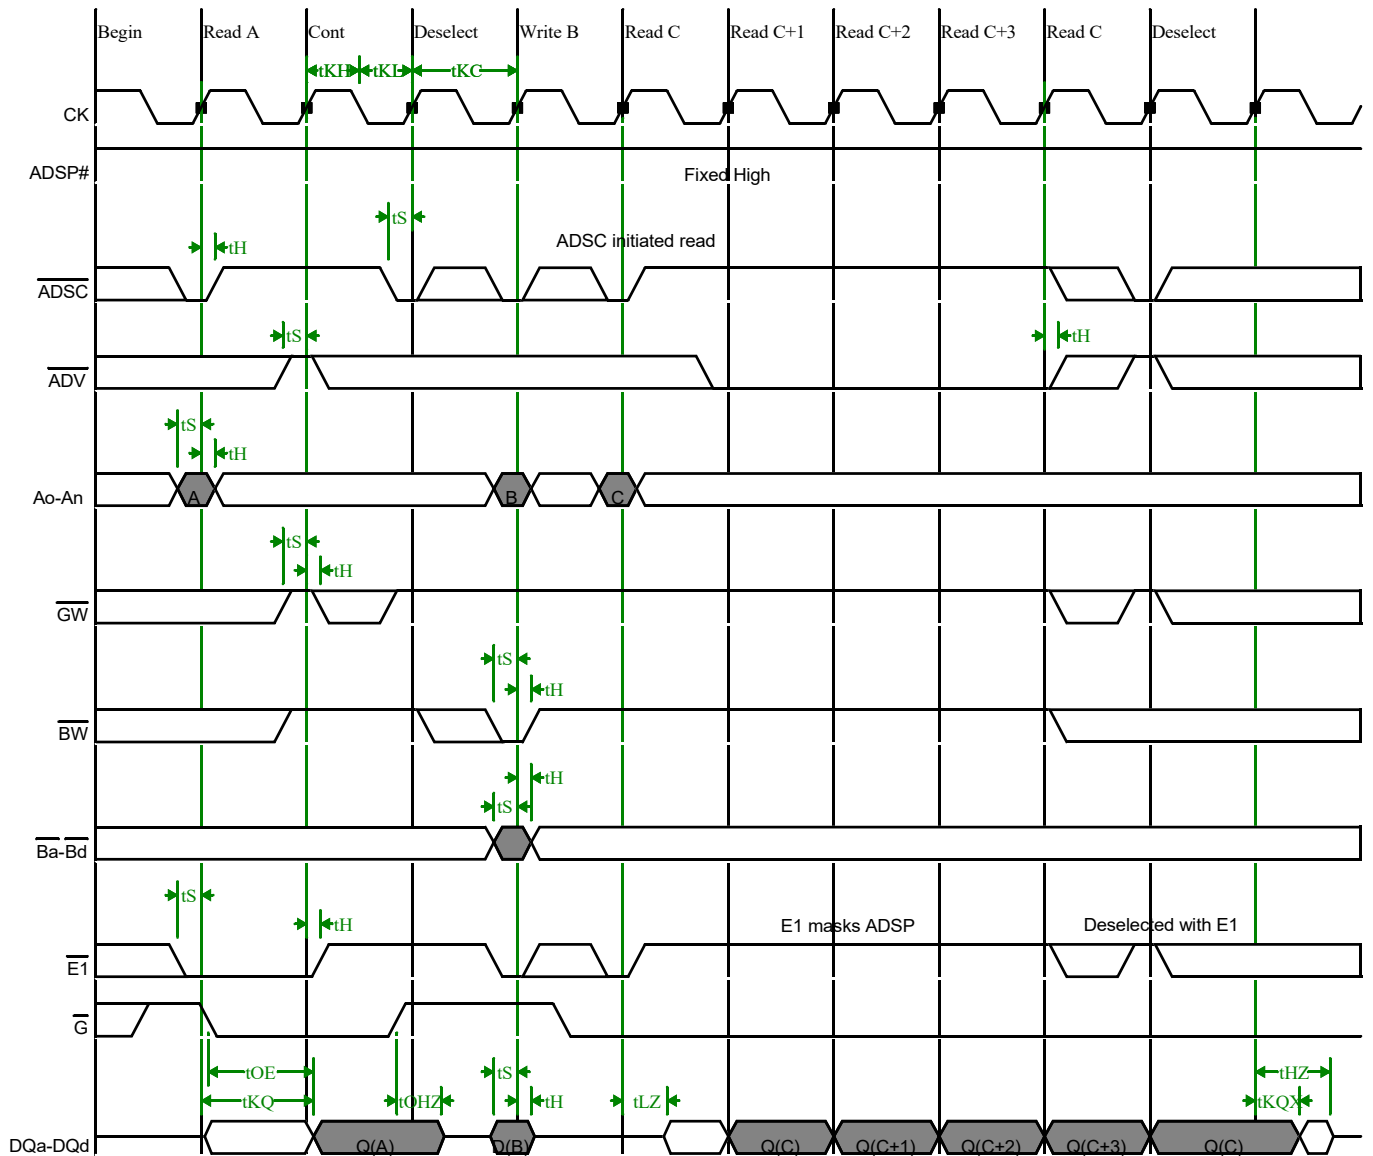 Begin Read A Cont Deselect Write B Read C Read C+1 Read C+2 Read C+3 Read C Deselect
tKH tKL tKC
CK
ADSP#
Fixed High
tS
tH
ADSC initiated read
ADSC
tS tH
ADV
tS
tH
Ao-An A B C
tS
tH
GW
tS
tH
BW
tH
tS
Ba-Bd
tS
tH
E1 masks ADSP Deselected with E1
E1
G
tOE tS tHZ
tKQ tOHZ tH tLZ tKQX
DQa-DQd Q(A) D(B) Q(C) Q(C+1) Q(C+2) Q(C+3) Q(C)